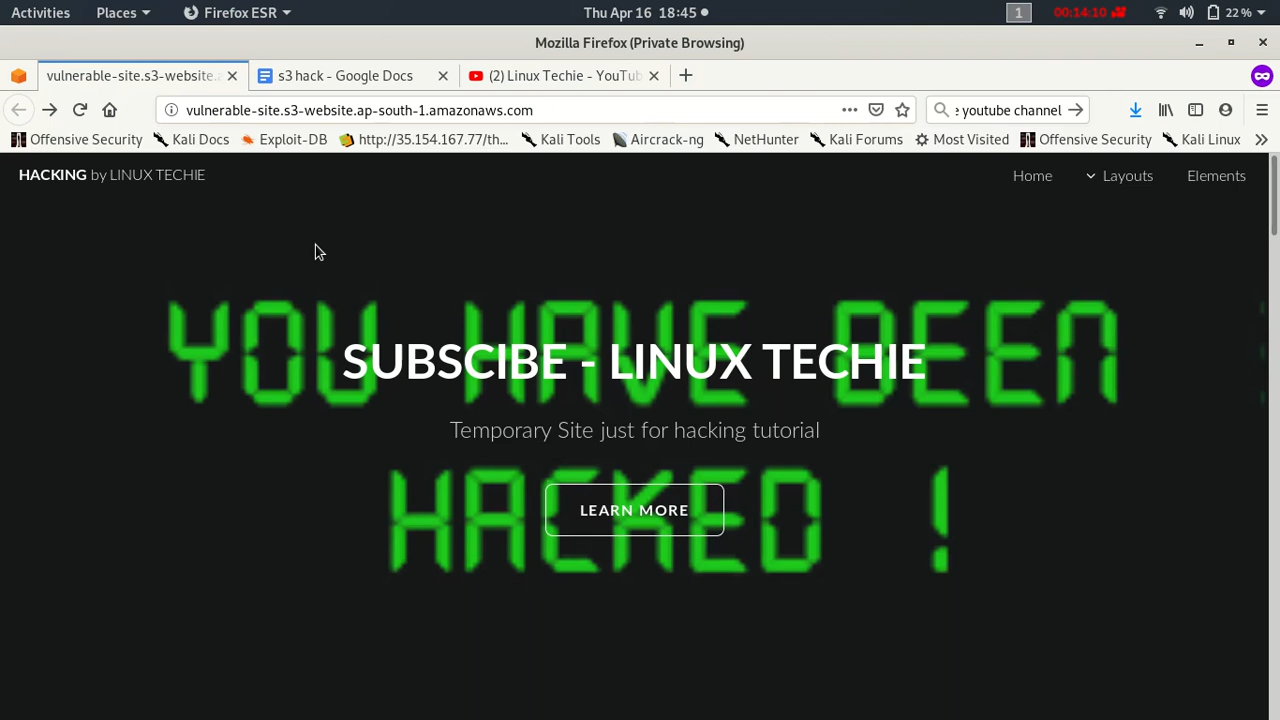 Activities Places Firefox ESR Thu Apr 16 18:45 1 00:14:10 22 %
Mozilla Firefox (Private Browsing)
vulnerable-site.s3-website. s3 hack - Google Docs (2) Linux Techie - YouTub
vulnerable-site.s3-website.ap-south-1.amazonaws.com youtube channel
Offensive Security Kali Docs Exploit-DB http://35.154.167.77/th... Kali Tools Aircrack-ng NetHunter Kali Forums Most Visited Offensive Security Kali Linux
HACKING by LINUX TECHIE Home Layouts Elements
YOU HAVE BEEN
SUBSCIBE - LINUX TECHIE
Temporary Site just for hacking tutorial
HACKED !
LEARN MORE